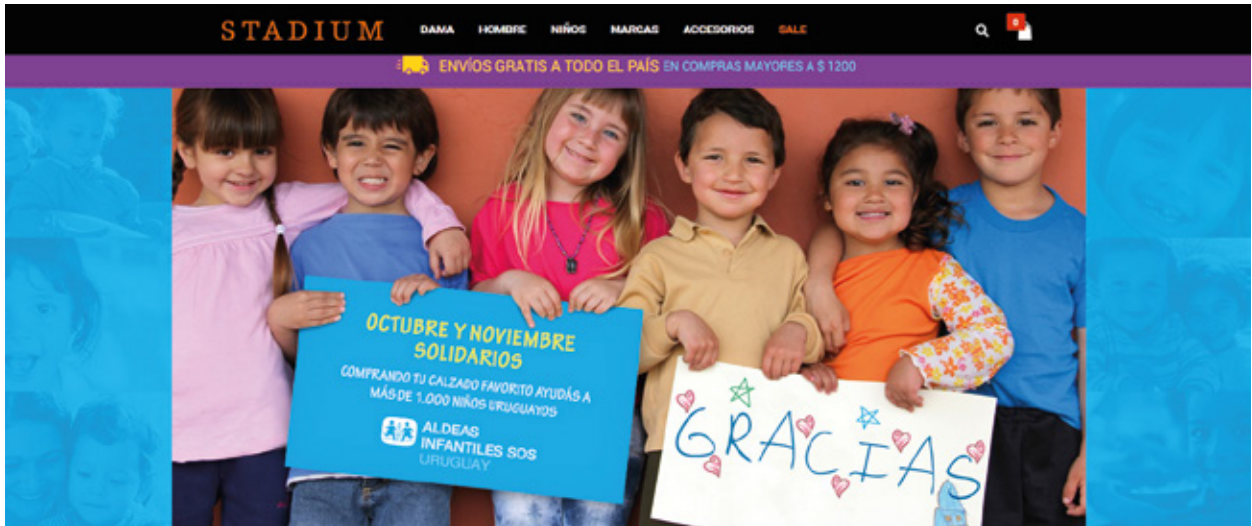 STADIUM DAMA HOMBRE NIÑOS MARCAS ACCESORIOS SALE 0
ENVÍOS GRATIS A TODO EL PAÍS EN COMPRAS MAYORES A $ 1200
OCTUBRE Y NOVIEMBRE
SOLIDARIOS
COMPRANDO TU CALZADO FAVORITO AYUDÁS A
MÁS DE 1.000 NIÑOS URUGUAYOS
ALDEAS
INFANTILES SOS
URUGUAY
GRACIAS